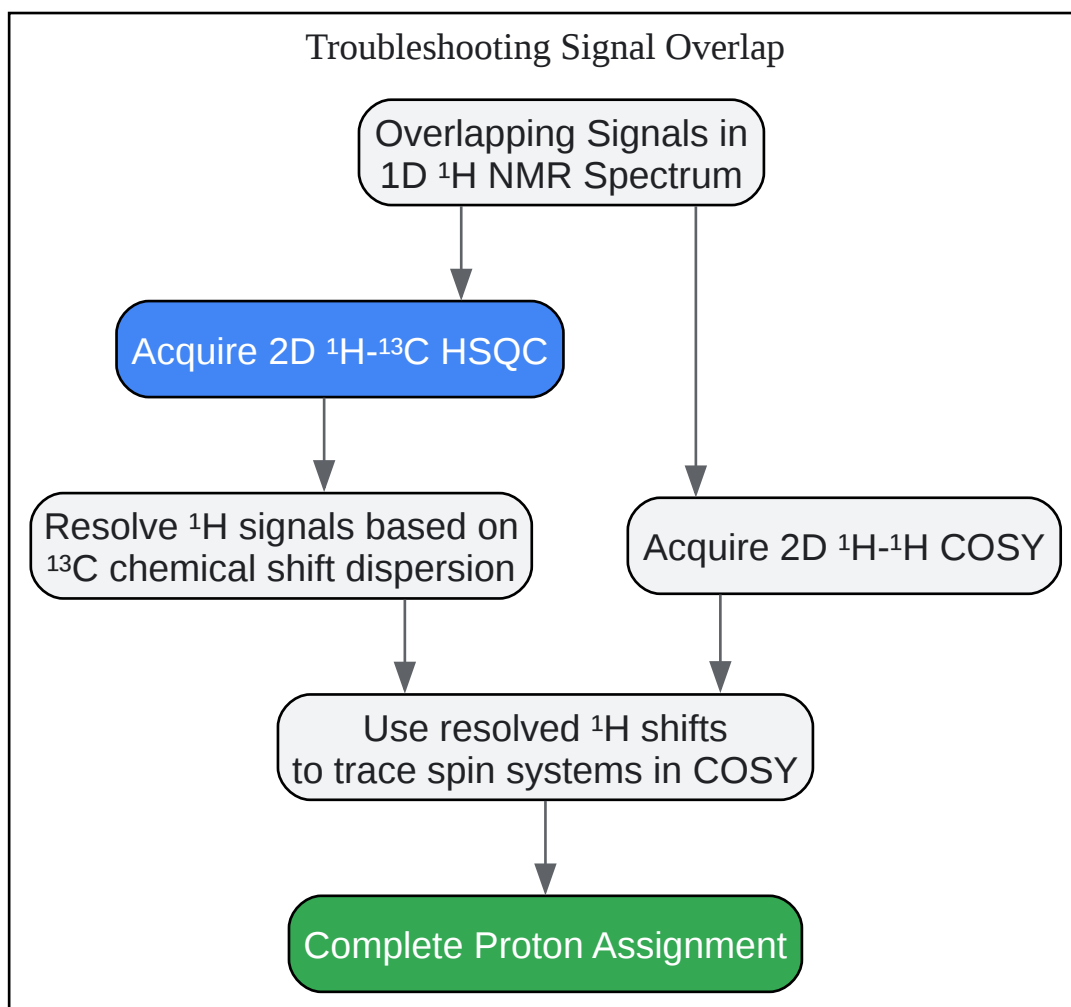 Troubleshooting Signal Overlap
Overlapping Signals in
1D ¹H NMR Spectrum
Acquire 2D ¹H-¹³C HSQC
Resolve ¹H signals based on
¹³C chemical shift dispersion
Acquire 2D ¹H-¹H COSY
Use resolved ¹H shifts
to trace spin systems in COSY
Complete Proton Assignment